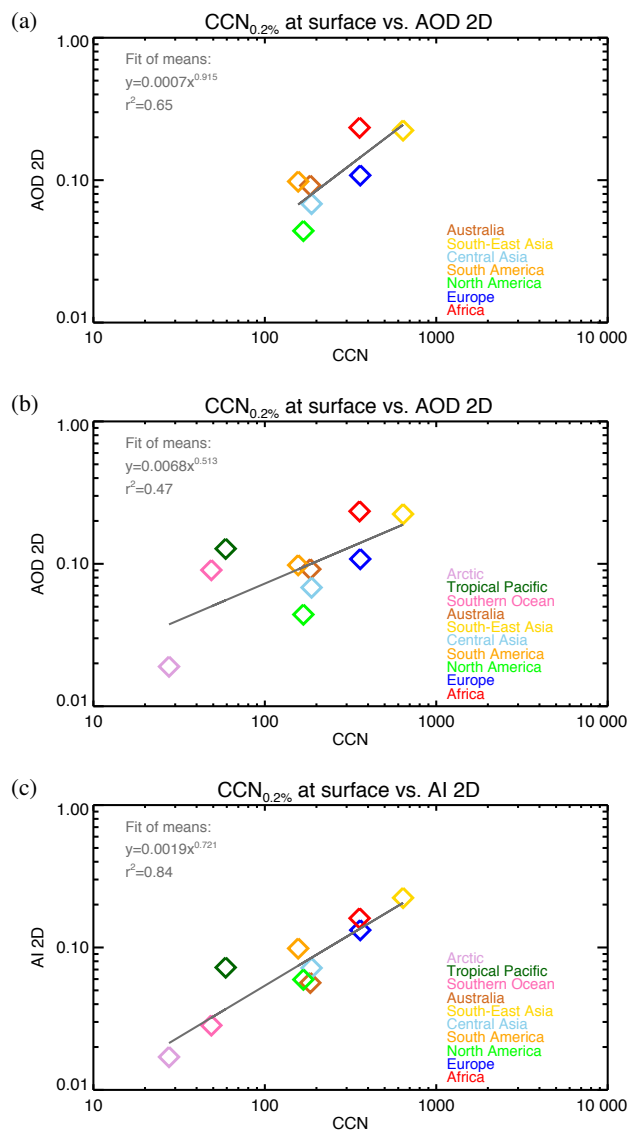 (a)
CCN0.2% at surface vs. AOD 2D
1.00
Fit of means:
y=0.0007x^0.915
r²=0.65
AOD 2D
0.10
Australia
South-East Asia
Central Asia
South America
North America
Europe
Africa
0.01
10 100 1000 10 000
CCN
(b)
CCN0.2% at surface vs. AOD 2D
1.00
Fit of means:
y=0.0068x^0.513
r²=0.47
AOD 2D
0.10
Arctic
Tropical Pacific
Southern Ocean
Australia
South-East Asia
Central Asia
South America
North America
Europe
Africa
0.01
10 100 1000 10 000
CCN
(c)
CCN0.2% at surface vs. AI 2D
1.00
Fit of means:
y=0.0019x^0.721
r²=0.84
AI 2D
0.10
Arctic
Tropical Pacific
Southern Ocean
Australia
South-East Asia
Central Asia
South America
North America
Europe
Africa
0.01
10 100 1000 10 000
CCN